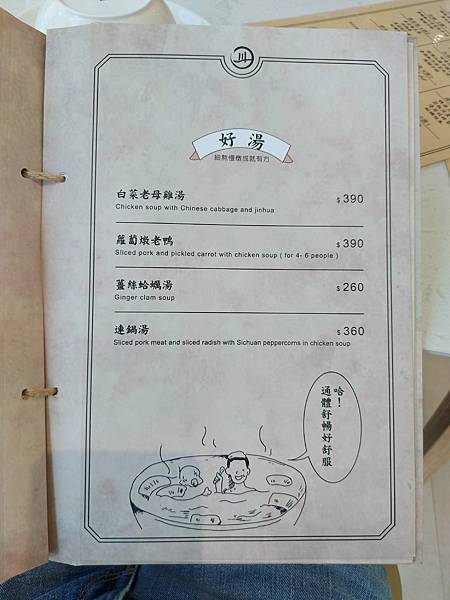 川
好湯
細熬慢燉成就有方
白菜老母雞湯 $390
Chicken soup with Chinese cabbage and jinhua
蘿蔔燉老鴨 $390
Sliced pork and pickled carrot with chicken soup ( for 4- 6 people )
薑絲蛤蠣湯 $260
Ginger clam soup
連鍋湯 $360
Sliced pork meat and sliced radish with Sichuan peppercorns in chicken soup
哈！
通體舒暢好舒服